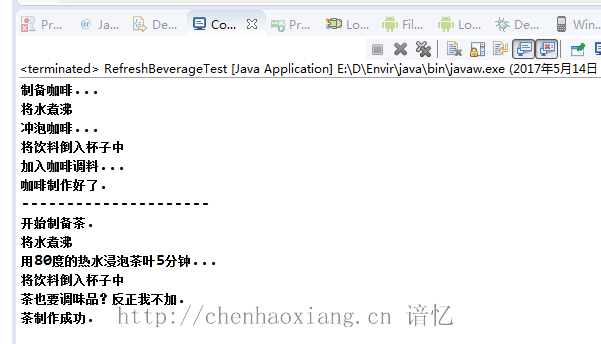 Pr... Ja... De... Co... Pr... Lo... Lo... Fil... De... Win...
<terminated> RefreshBeverageTest [Java Application] E:\D\Envir\java\bin\javaw.exe (2017年5月14日
制备咖啡...
将水煮沸
冲泡咖啡...
将饮料倒入杯子中
加入咖啡调料...
咖啡制作好了.
---------------------
开始制备茶.
将水煮沸
用80度的热水浸泡茶叶5分钟...
将饮料倒入杯子中
茶也要调味品？反正我不加.
茶制作成功.
http://chenhaoxiang.cn 谙忆